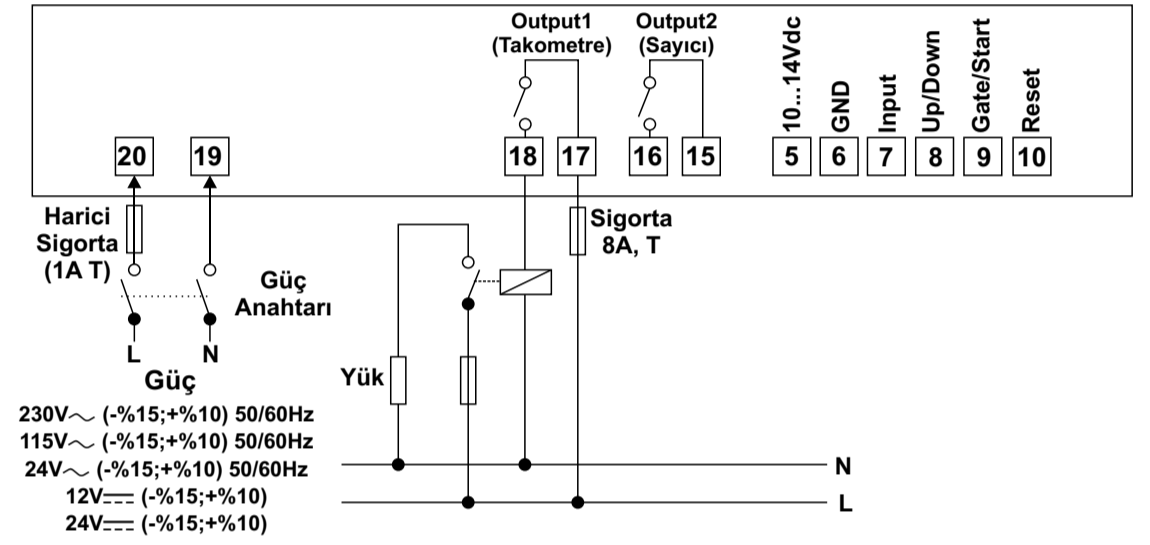 Output1
(Takometre)
Output2
(Sayıcı)
10...14Vdc
GND
Input
Up/Down
Gate/Start
Reset
20
19
18
17
16
15
5
6
7
8
9
10
Harici
Sigorta
(1A T)
Güç
Anahtarı
Sigorta
8A, T
L
N
Güç
Yük
230V～ (-%15;+%10) 50/60Hz
115V～ (-%15;+%10) 50/60Hz
24V～ (-%15;+%10) 50/60Hz
12V⎓ (-%15;+%10)
24V⎓ (-%15;+%10)
N
L